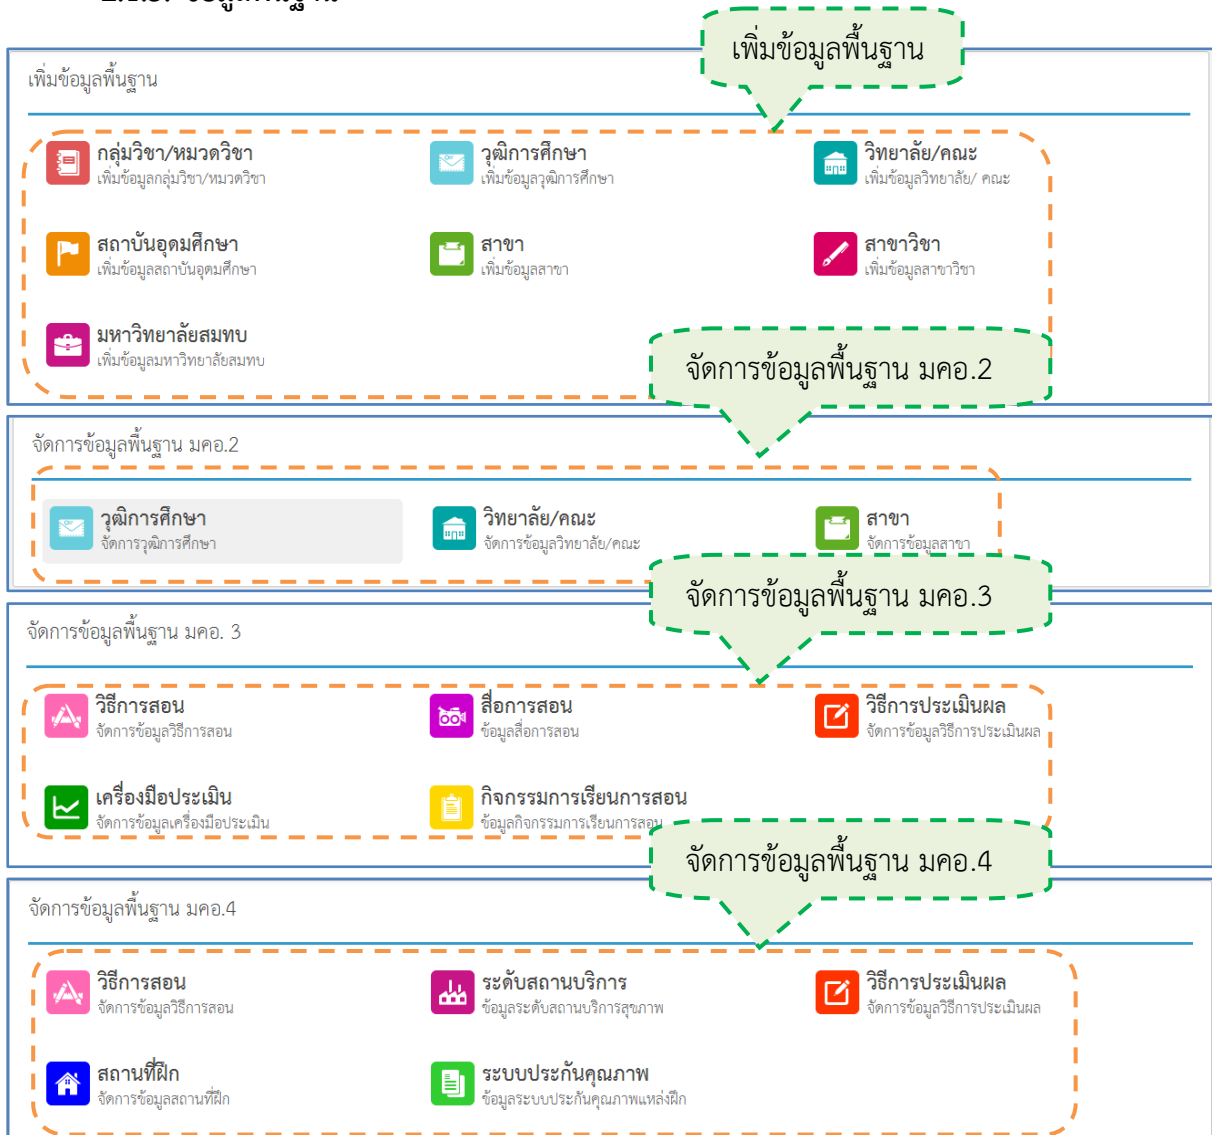 เพิ่มข้อมูลพื้นฐาน
เพิ่มข้อมูลพื้นฐาน
กลุ่มวิชา/หมวดวิชา
เพิ่มข้อมูลกลุ่มวิชา/หมวดวิชา
วุฒิการศึกษา
เพิ่มข้อมูลวุฒิการศึกษา
วิทยาลัย/คณะ
เพิ่มข้อมูลวิทยาลัย/ คณะ
สถาบันอุดมศึกษา
เพิ่มข้อมูลสถาบันอุดมศึกษา
สาขา
เพิ่มข้อมูลสาขา
สาขาวิชา
เพิ่มข้อมูลสาขาวิชา
มหาวิทยาลัยสมทบ
เพิ่มข้อมูลมหาวิทยาลัยสมทบ
จัดการข้อมูลพื้นฐาน มคอ.2
จัดการข้อมูลพื้นฐาน มคอ.2
วุฒิการศึกษา
จัดการวุฒิการศึกษา
วิทยาลัย/คณะ
จัดการข้อมูลวิทยาลัย/คณะ
สาขา
จัดการข้อมูลสาขา
จัดการข้อมูลพื้นฐาน มคอ.3
จัดการข้อมูลพื้นฐาน มคอ. 3
วิธีการสอน
จัดการข้อมูลวิธีการสอน
สื่อการสอน
ข้อมูลสื่อการสอน
วิธีการประเมินผล
จัดการข้อมูลวิธีการประเมินผล
เครื่องมือประเมิน
จัดการข้อมูลเครื่องมือประเมิน
กิจกรรมการเรียนการสอน
ข้อมูลกิจกรรมการเรียนการสอน
จัดการข้อมูลพื้นฐาน มคอ.4
จัดการข้อมูลพื้นฐาน มคอ.4
วิธีการสอน
จัดการข้อมูลวิธีการสอน
ระดับสถานบริการ
ข้อมูลระดับสถานบริการสุขภาพ
วิธีการประเมินผล
จัดการข้อมูลวิธีการประเมินผล
สถานที่ฝึก
จัดการข้อมูลสถานที่ฝึก
ระบบประกันคุณภาพ
ข้อมูลระบบประกันคุณภาพแหล่งฝึก